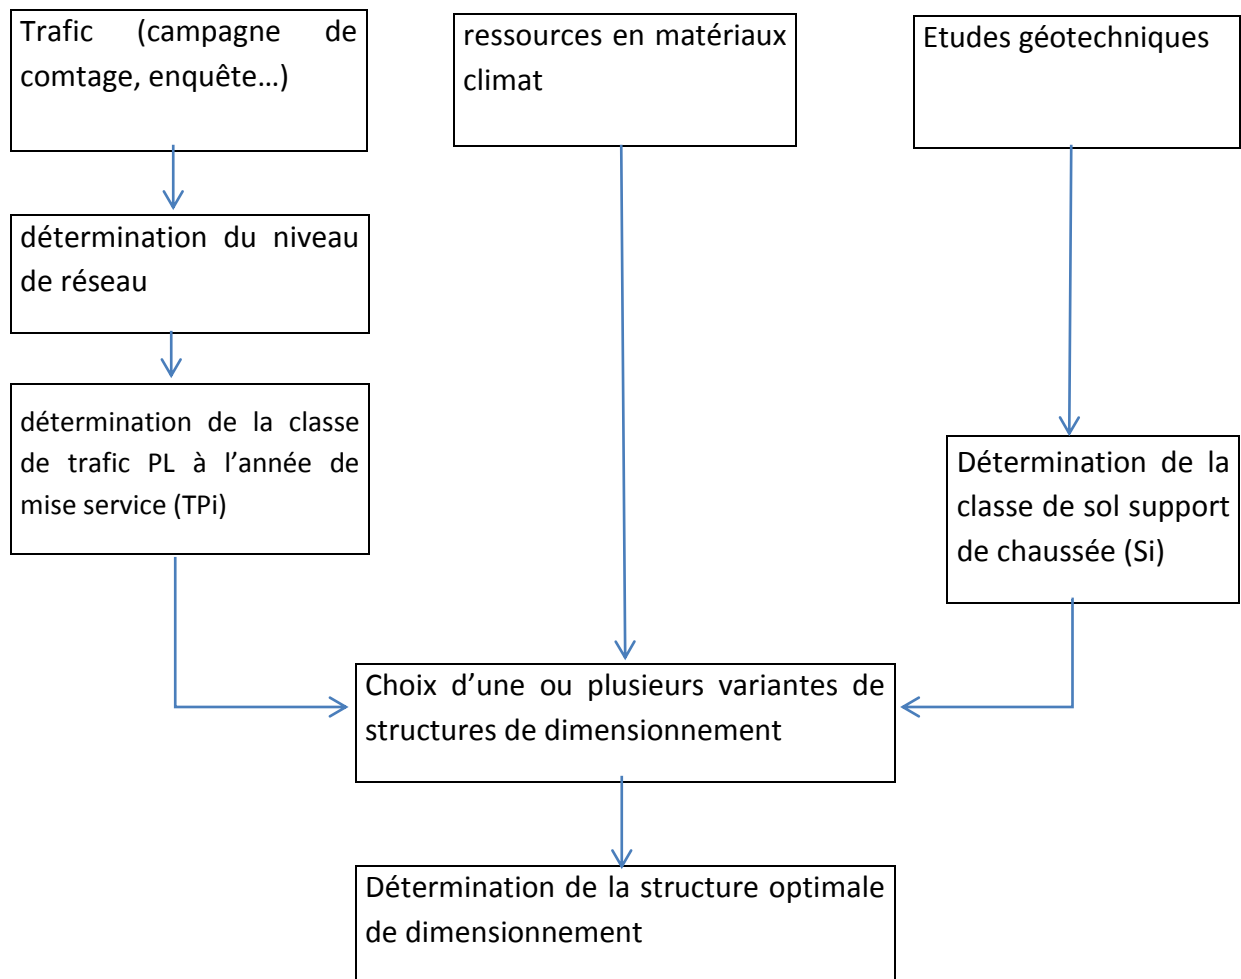 Trafic (campagne de
comtage, enquête…)
ressources en matériaux
climat
Etudes géotechniques
détermination du niveau
de réseau
détermination de la classe
de trafic PL à l’année de
mise service (TPi)
Détermination de la
classe de sol support
de chaussée (Si)
Choix d’une ou plusieurs variantes de
structures de dimensionnement
Détermination de la structure optimale
de dimensionnement